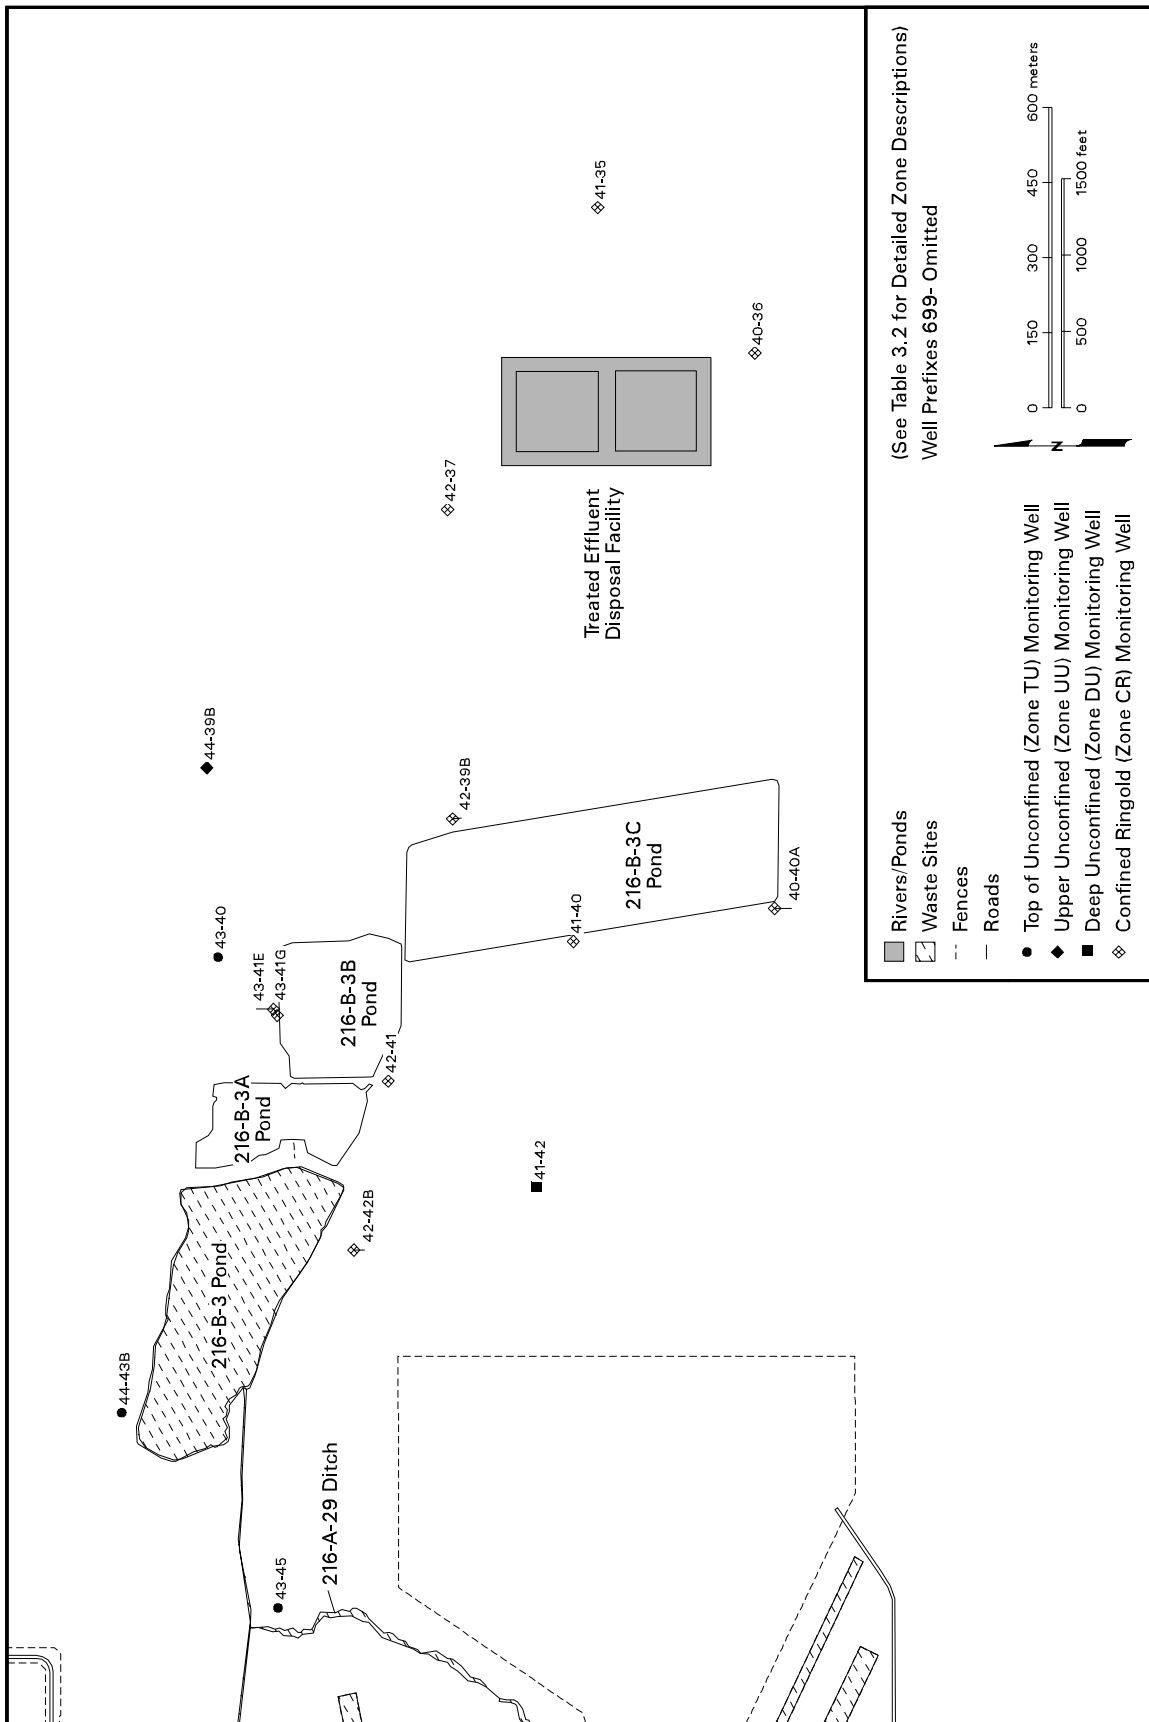 44-43B
216-B-3 Pond
43-45
216-A-29 Ditch
42-42B
41-42
216-B-3A
Pond
42-41
43-41E
43-41G
216-B-3B
Pond
43-40
44-39B
42-39B
41-40
216-B-3C
Pond
40-40A
42-37
Treated Effluent
Disposal Facility
40-36
41-35
Rivers/Ponds
Waste Sites
Fences
Roads
Top of Unconfined (Zone TU) Monitoring Well
Upper Unconfined (Zone UU) Monitoring Well
Deep Unconfined (Zone DU) Monitoring Well
Confined Ringold (Zone CR) Monitoring Well
(See Table 3.2 for Detailed Zone Descriptions)
Well Prefixes 699- Omitted
N
0 150 300 450 600 meters
0 500 1000 1500 feet